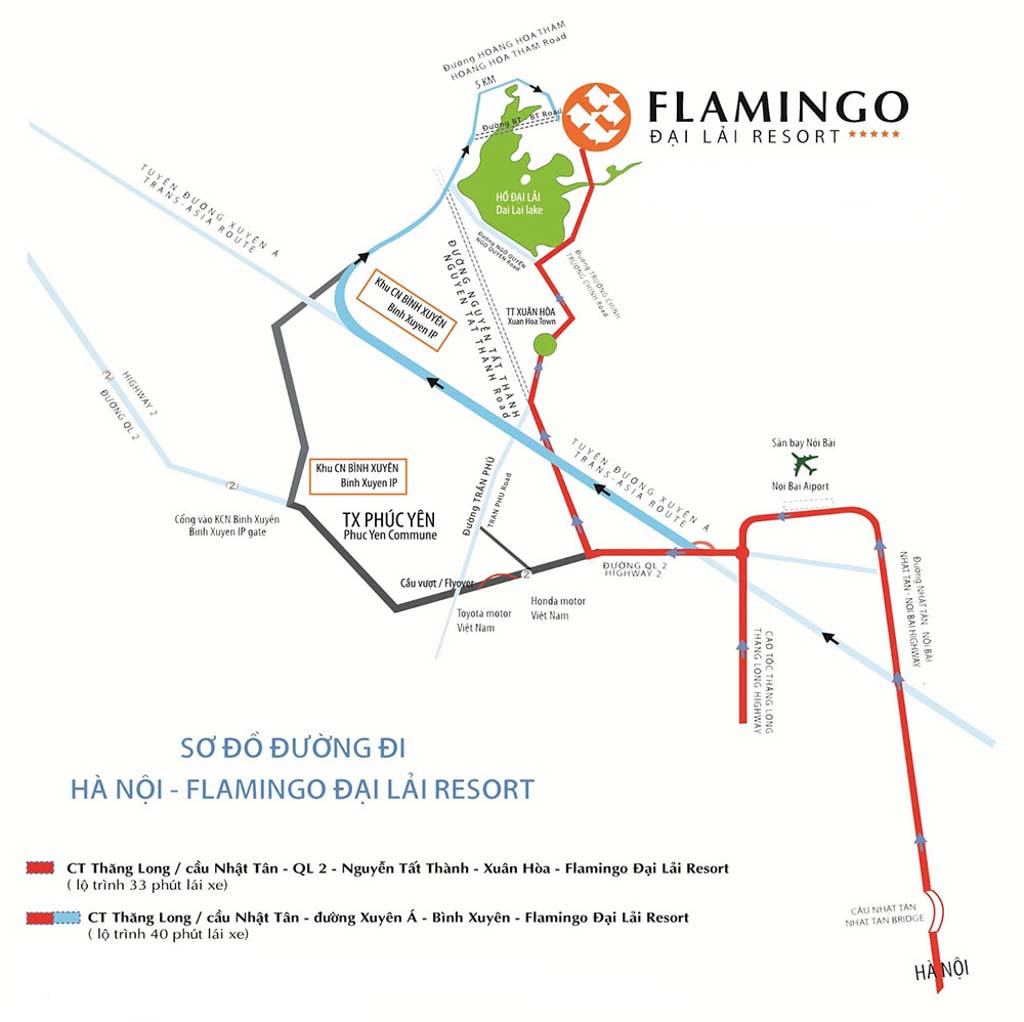 Đường HOÀNG HOA THÁM
HOANG HOA THAM Road
5 KM
FLAMINGO
ĐẠI LẢI RESORT
Đường BT - BT Road
TUYẾN ĐƯỜNG XUYÊN Á
TRANS-ASIA ROUTE
HỒ ĐẠI LẢI
Dai Lai lake
Đường NGÔ QUYỀN
NGO QUYEN Road
Đường TRƯỜNG CHINH
TRUONG CHINH Road
ĐƯỜNG NGUYỄN TẤT THÀNH
NGUYEN TAT THANH Road
Khu CN BÌNH XUYÊN
Binh Xuyen IP
TT XUÂN HÒA
Xuan Hoa Town
2
HIGHWAY 2
ĐƯỜNG QL 2
TUYẾN ĐƯỜNG XUYÊN Á
TRANS-ASIA ROUTE
Sân bay Nội Bài
Noi Bai Aiport
Khu CN BÌNH XUYÊN
Binh Xuyen IP
2
Đường TRẦN PHÚ
TRAN PHU Road
Cổng vào KCN Bình Xuyên
Binh Xuyen IP gate
TX PHÚC YÊN
Phuc Yen Commune
ĐƯỜNG QL 2
HIGHWAY 2
Đường NHẬT TÂN - NỘI BÀI
NHAT TAN - NOI BAI HIGHWAY
Cầu vượt / Flyover
2
Toyota motor
Việt Nam
Honda motor
Việt Nam
CAO TỐC THĂNG LONG
THANG LONG HIGHWAY
SƠ ĐỒ ĐƯỜNG ĐI
HÀ NỘI - FLAMINGO ĐẠI LẢI RESORT
CT Thăng Long / cầu Nhật Tân - QL 2 - Nguyễn Tất Thành - Xuân Hòa - Flamingo Đại Lải Resort
( lộ trình 33 phút lái xe)
CT Thăng Long / cầu Nhật Tân - đường Xuyên Á - Bình Xuyên - Flamingo Đại Lải Resort
( lộ trình 40 phút lái xe)
CẦU NHẬT TÂN
NHAT TAN BRIDGE
HÀ NỘI